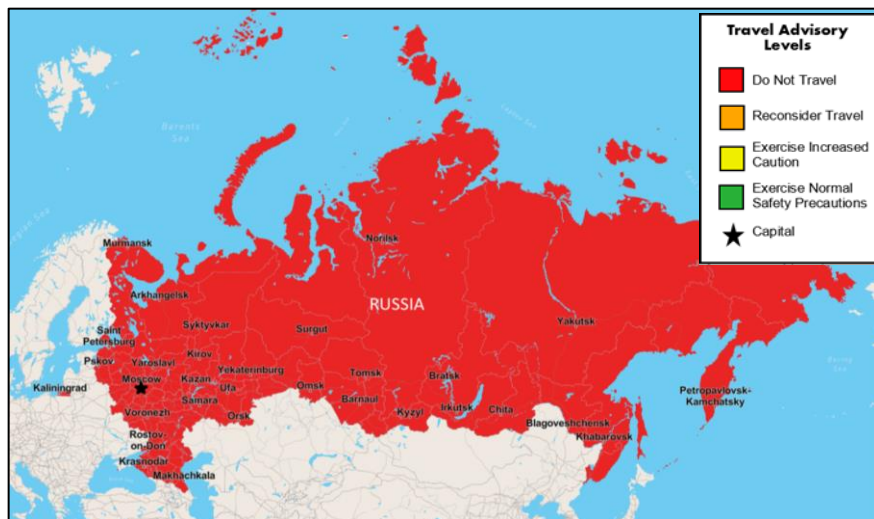 Travel Advisory
Levels
Do Not Travel
Reconsider Travel
Exercise Increased
Caution
Exercise Normal
Safety Precautions
Capital
Barents
Sea
RUSSIA
Murmansk
Norilsk
Arkhangelsk
Saint
Petersburg
Syktyvkar
Surgut
Yakutsk
Pskov
Yaroslavl
Kirov
Yekaterinburg
Kaliningrad
Moscow
Kazan
Ufa
Samara
Omsk
Tomsk
Bratsk
Petropavlovsk-
Kamchatsky
Voronezh
Orsk
Barnaul
Kyzyl
Irkutsk
Chita
Blagoveshchensk
Khabarovsk
Rostov-
on-Don
Krasnodar
Makhachkala